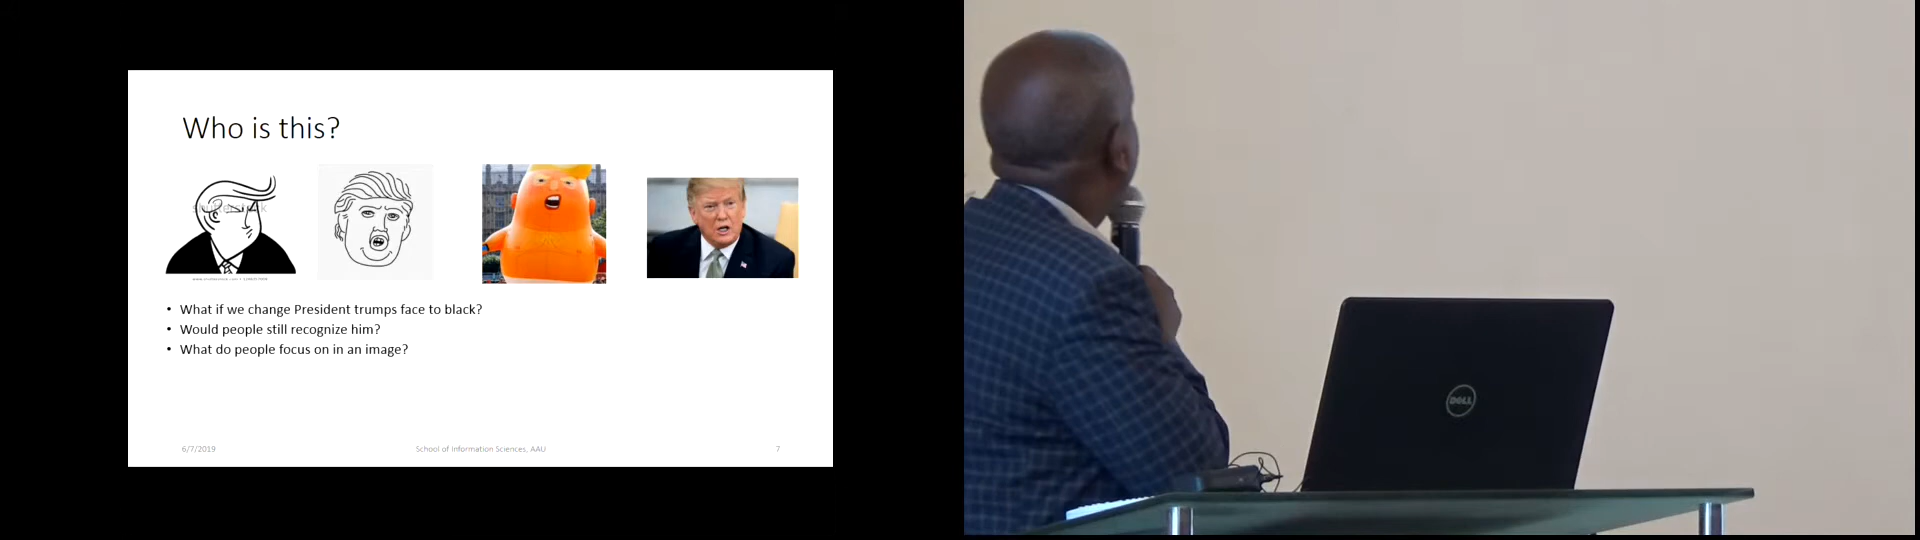 Who is this?
shutterstock
• What if we change President trumps face to black?
• Would people still recognize him?
• What do people focus on in an image?
6/7/2019
School of Information Sciences, AAU
7
DELL